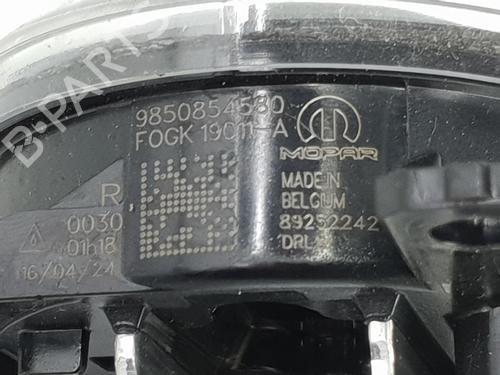 B-PARTS
9850854580
FOGK 19011-A
MOPAR
MADE IN
BELGIUM
89252242
DRL
R
0030
01h18
16/04/24